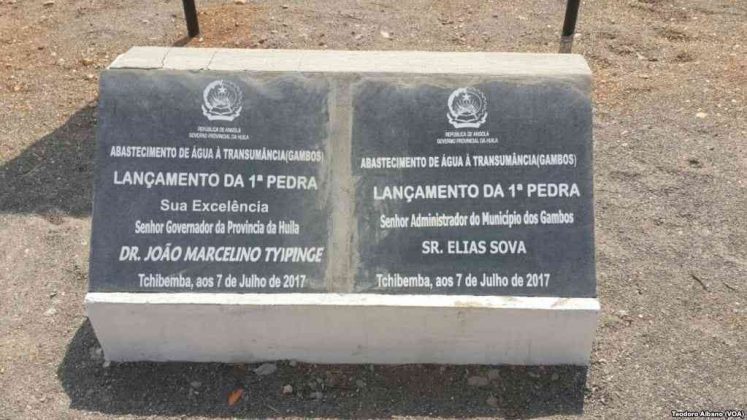 REPÚBLICA DE ANGOLA
GOVERNO PROVINCIAL DA HUILA
ABASTECIMENTO DE ÁGUA À TRANSUMÂNCIA(GAMBOS)
LANÇAMENTO DA 1ª PEDRA
Sua Excelência
Senhor Governador da Provincia da Huila
DR. JOÃO MARCELINO TYIPINGE
Tchibemba, aos 7 de Julho de 2017
REPÚBLICA DE ANGOLA
GOVERNO PROVINCIAL DA HUILA
ABASTECIMENTO DE ÁGUA À TRANSUMÂNCIA(GAMBOS)
LANÇAMENTO DA 1ª PEDRA
Senhor Administrador do Município dos Gambos
SR. ELIAS SOVA
Tchibemba, aos 7 de Julho de 2017
Teodoro Albano (VOA)